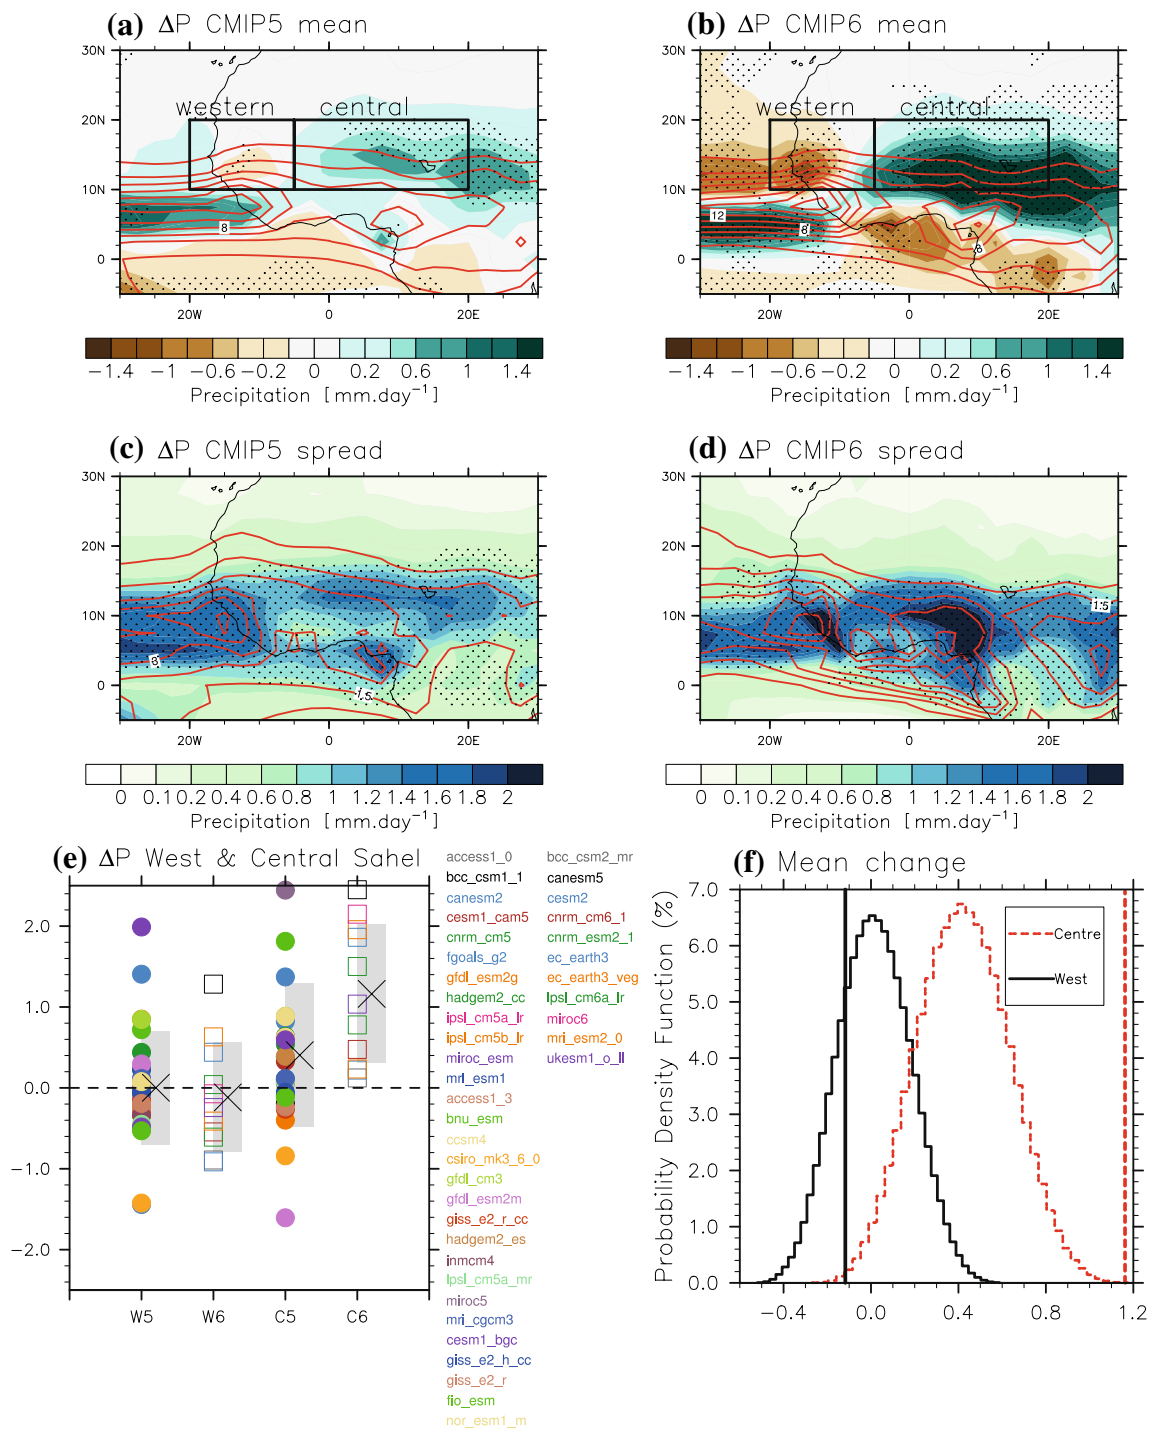 (a) ΔP CMIP5 mean
(b) ΔP CMIP6 mean
30N
20N
10N
0
western
central
8
20W
0
20E
30N
20N
10N
0
western
central
12
8
8
20W
0
20E
−1.4 −1 −0.6 −0.2 0 0.2 0.6 1 1.4
Precipitation [mm.day⁻¹]
−1.4 −1 −0.6 −0.2 0 0.2 0.6 1 1.4
Precipitation [mm.day⁻¹]
(c) ΔP CMIP5 spread
(d) ΔP CMIP6 spread
30N
20N
10N
0
8
1.5
20W
0
20E
30N
20N
10N
0
1.5
20W
0
20E
0 0.1 0.2 0.4 0.6 0.8 1 1.2 1.4 1.6 1.8 2
Precipitation [mm.day⁻¹]
0 0.1 0.2 0.4 0.6 0.8 1 1.2 1.4 1.6 1.8 2
Precipitation [mm.day⁻¹]
(e) ΔP West & Central Sahel
2.0
1.0
0.0
−1.0
−2.0
W5 W6 C5 C6
access1_0
bcc_csm1_1
canesm2
cesm1_cam5
cnrm_cm5
fgoals_g2
gfdl_esm2g
hadgem2_cc
ipsl_cm5a_lr
ipsl_cm5b_lr
miroc_esm
mrl_esm1
access1_3
bnu_esm
ccsm4
csiro_mk3_6_0
gfdl_cm3
gfdl_esm2m
giss_e2_r_cc
hadgem2_es
inmcm4
lpsl_cm5a_mr
miroc5
mri_cgcm3
cesm1_bgc
giss_e2_h_cc
giss_e2_r
fio_esm
nor_esm1_m
bcc_csm2_mr
canesm5
cesm2
cnrm_cm6_1
cnrm_esm2_1
ec_earth3
ec_earth3_veg
lpsl_cm6a_lr
miroc6
mri_esm2_0
ukesm1_o_ll
(f) Mean change
Probability Density Function (%)
7.0
6.0
5.0
4.0
3.0
2.0
1.0
0.0
Centre
West
−0.4 0.0 0.4 0.8 1.2